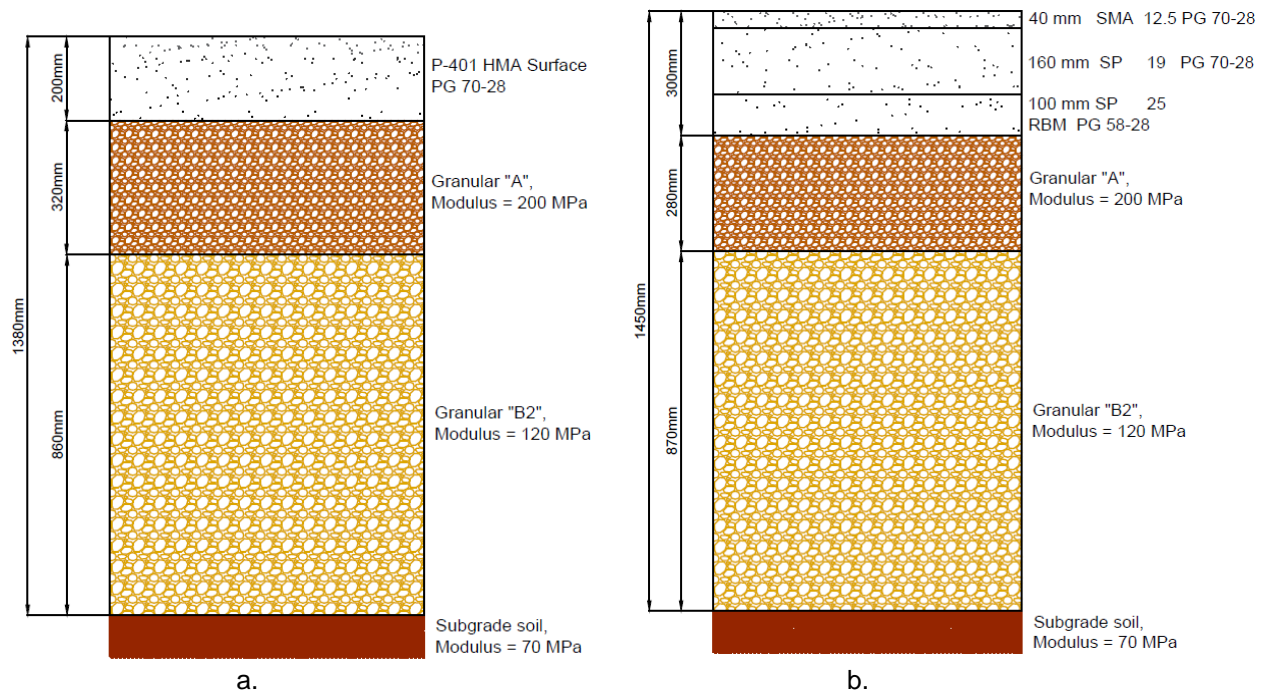 200mm
320mm
1380mm
860mm
P-401 HMA Surface
PG 70-28
Granular "A",
Modulus = 200 MPa
Granular "B2",
Modulus = 120 MPa
Subgrade soil,
Modulus = 70 MPa
a.
300mm
280mm
1450mm
870mm
40 mm SMA 12.5 PG 70-28
160 mm SP 19 PG 70-28
100 mm SP 25
RBM PG 58-28
Granular "A",
Modulus = 200 MPa
Granular "B2",
Modulus = 120 MPa
Subgrade soil,
Modulus = 70 MPa
b.